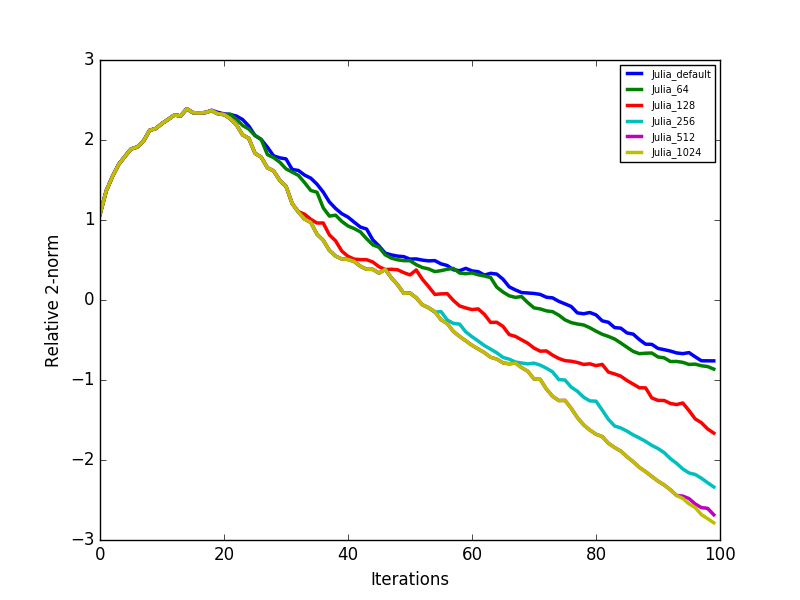 3
2
1
0
−1
−2
−3
Relative 2-norm
0
20
40
60
80
100
Iterations
Julia_default
Julia_64
Julia_128
Julia_256
Julia_512
Julia_1024